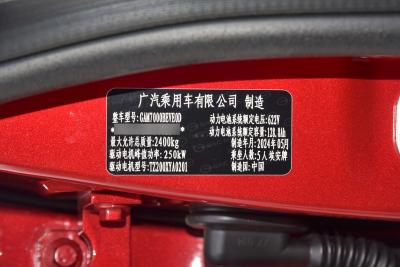 广汽乘用车有限公司 制造
整车型号:GAM7000BEVE0D 动力电池系统额定电压:622V
动力电池系统额定容量:128.8Ah
最大允许总质量:2400kg 制造年月:2024年05月
驱动电机峰值功率:250kW 乘坐人数:5人 埃安牌
驱动电机型号:TZ208XYA0201 制造国:中国